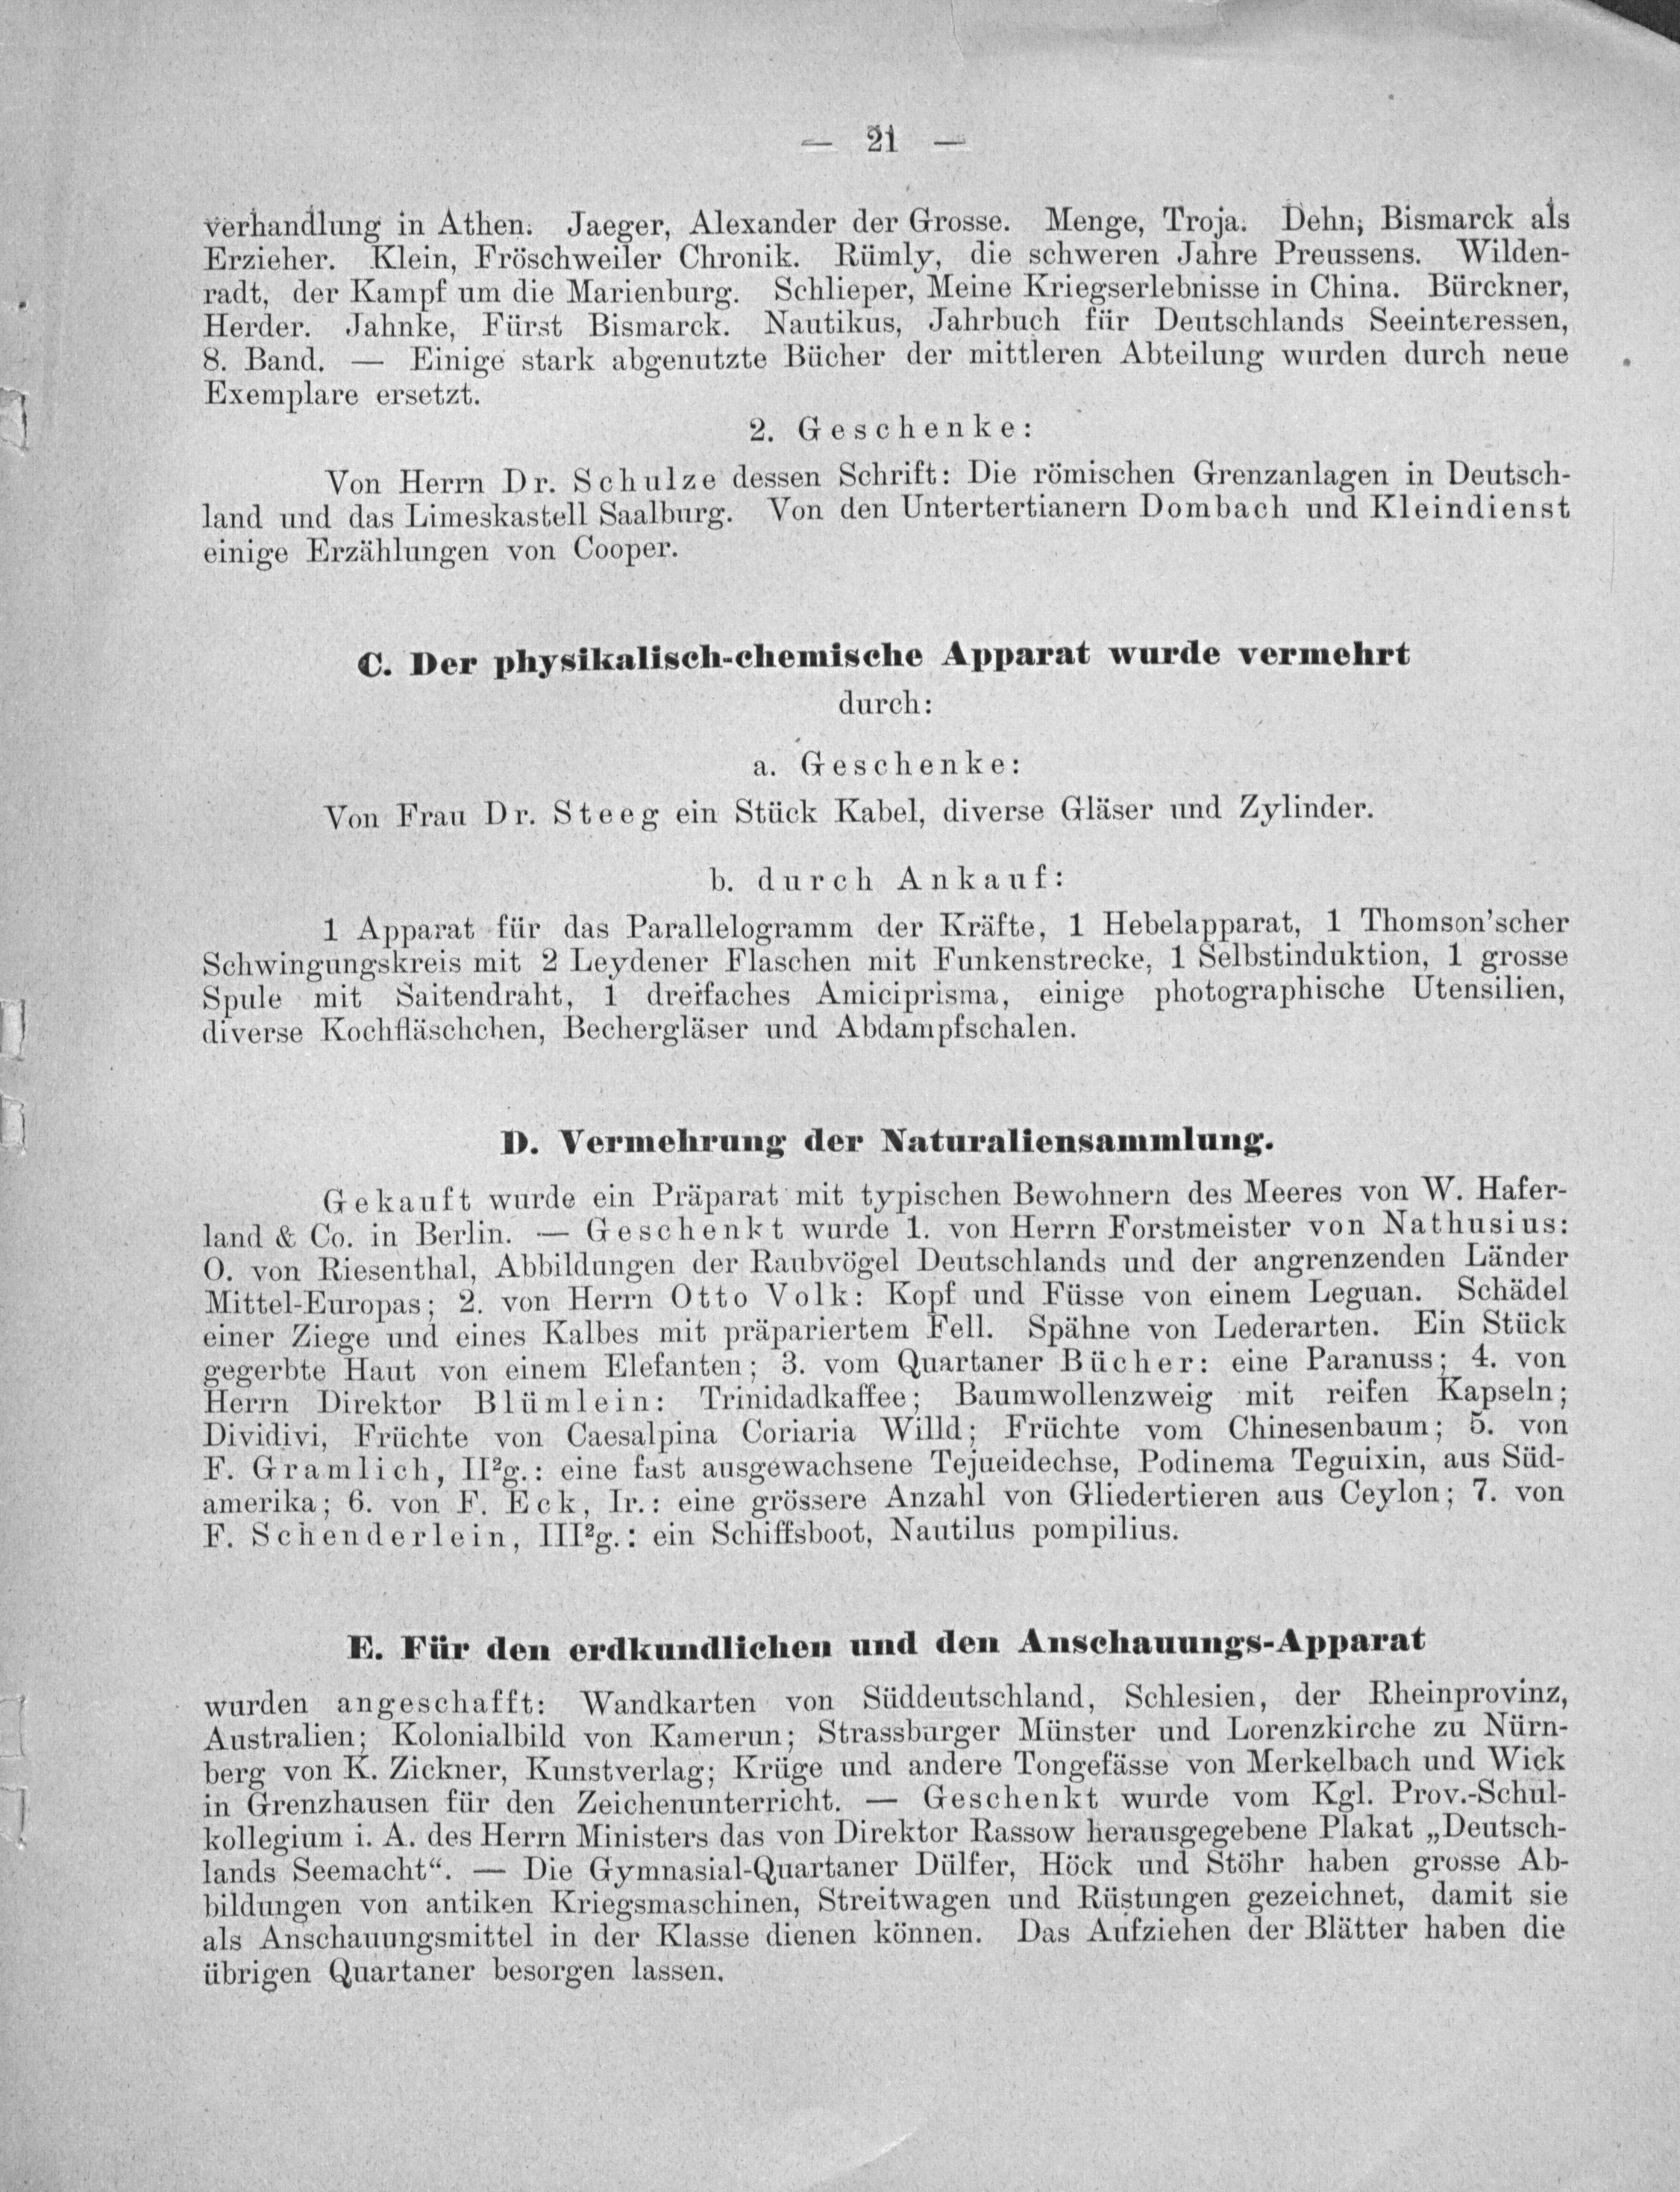 — 21 —
verhandlung in Athen. Jaeger, Alexander der Grosse. Menge, Troja. Dehn, Bismarck als
Erzieher. Klein, Fröschweiler Chronik. Rümly, die schweren Jahre Preussens. Wilden-
radt, der Kampf um die Marienburg. Schlieper, Meine Kriegserlebnisse in China. Bürckner,
Herder. Jahnke, Fürst Bismarck. Nautikus, Jahrbuch für Deutschlands Seeinteressen,
8. Band. — Einige stark abgenutzte Bücher der mittleren Abteilung wurden durch neue
Exemplare ersetzt.
2. Geschenke:
Von Herrn Dr. Schulze dessen Schrift: Die römischen Grenzanlagen in Deutsch-
land und das Limeskastell Saalburg. Von den Untertertianern Dombach und Kleindienst
einige Erzählungen von Cooper.
C. Der physikalisch-chemische Apparat wurde vermehrt
durch:
a. Geschenke:
Von Frau Dr. Steeg ein Stück Kabel, diverse Gläser und Zylinder.
b. durch Ankauf:
1 Apparat für das Parallelogramm der Kräfte, 1 Hebelapparat, 1 Thomson'scher
Schwingungskreis mit 2 Leydener Flaschen mit Funkenstrecke, 1 Selbstinduktion, 1 grosse
Spule mit Saitendraht, 1 dreifaches Amiciprisma, einige photographische Utensilien,
diverse Kochfläschchen, Bechergläser und Abdampfschalen.
D. Vermehrung der Naturaliensammlung.
Gekauft wurde ein Präparat mit typischen Bewohnern des Meeres von W. Hafer-
land & Co. in Berlin. — Geschenkt wurde 1. von Herrn Forstmeister von Nathusius:
O. von Riesenthal, Abbildungen der Raubvögel Deutschlands und der angrenzenden Länder
Mittel-Europas; 2. von Herrn Otto Volk: Kopf und Füsse von einem Leguan. Schädel
einer Ziege und eines Kalbes mit präpariertem Fell. Spähne von Lederarten. Ein Stück
gegerbte Haut von einem Elefanten; 3. vom Quartaner Bücher: eine Paranuss; 4. von
Herrn Direktor Blümlein: Trinidadkaffee; Baumwollenzweig mit reifen Kapseln;
Dividivi, Früchte von Caesalpina Coriaria Willd; Früchte vom Chinesenbaum; 5. von
F. Gramlich, II²g.: eine fast ausgewachsene Tejueidechse, Podinema Teguixin, aus Süd-
amerika; 6. von F. Eck, Ir.: eine grössere Anzahl von Gliedertieren aus Ceylon; 7. von
F. Schenderlein, III²g.: ein Schiffsboot, Nautilus pompilius.
E. Für den erdkundlichen und den Anschauungs-Apparat
wurden angeschafft: Wandkarten von Süddeutschland, Schlesien, der Rheinprovinz,
Australien; Kolonialbild von Kamerun; Strassburger Münster und Lorenzkirche zu Nürn-
berg von K. Zickner, Kunstverlag; Krüge und andere Tongefässe von Merkelbach und Wick
in Grenzhausen für den Zeichenunterricht. — Geschenkt wurde vom Kgl. Prov.-Schul-
kollegium i. A. des Herrn Ministers das von Direktor Rassow herausgegebene Plakat „Deutsch-
lands Seemacht“. — Die Gymnasial-Quartaner Dülfer, Höck und Stöhr haben grosse Ab-
bildungen von antiken Kriegsmaschinen, Streitwagen und Rüstungen gezeichnet, damit sie
als Anschauungsmittel in der Klasse dienen können. Das Aufziehen der Blätter haben die
übrigen Quartaner besorgen lassen.